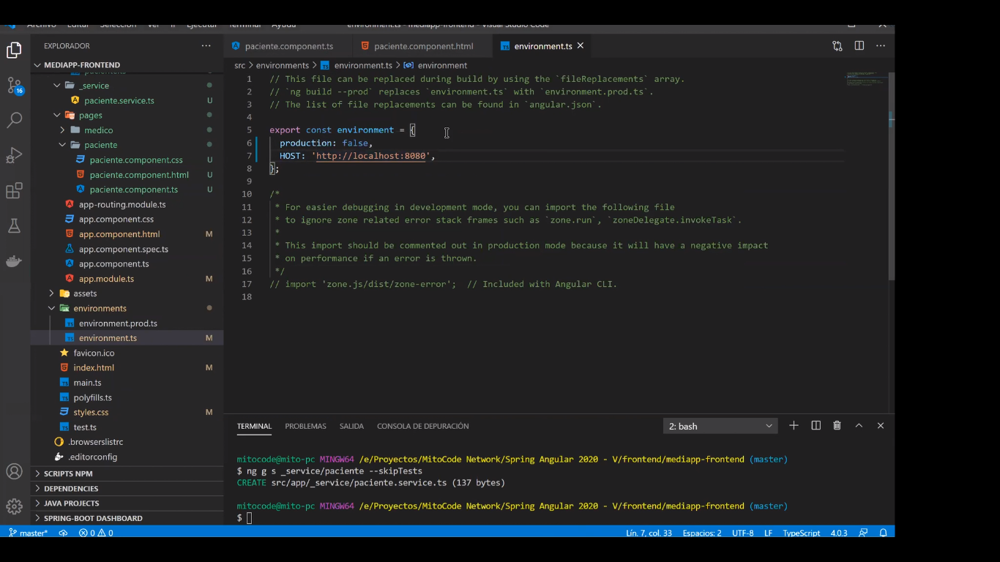 Archivo Editar Selección Ver Ir Ejecutar Terminal Ayuda environment.ts - mediapp-frontend - Visual Studio Code
EXPLORADOR
paciente.component.ts paciente.component.html environment.ts
MEDIAPP-FRONTEND
paciente.ts
_service
paciente.service.ts U
pages
medico
paciente
paciente.component.css U
paciente.component.html U
paciente.component.ts U
app-routing.module.ts
app.component.css
app.component.html M
app.component.spec.ts
app.component.ts
app.module.ts M
assets
environments
environment.prod.ts
environment.ts M
favicon.ico
index.html M
main.ts
polyfills.ts
styles.css M
test.ts
.browserslistrc
.editorconfig
SCRIPTS NPM
DEPENDENCIES
JAVA PROJECTS
SPRING-BOOT DASHBOARD
16
src > environments > environment.ts > environment
1 // This file can be replaced during build by using the `fileReplacements` array.
2 // `ng build --prod` replaces `environment.ts` with `environment.prod.ts`.
3 // The list of file replacements can be found in `angular.json`.
4
5 export const environment = {
6 production: false,
7 HOST: 'http://localhost:8080',
8 };
9
10 /*
11 * For easier debugging in development mode, you can import the following file
12 * to ignore zone related error stack frames such as `zone.run`, `zoneDelegate.invokeTask`.
13 *
14 * This import should be commented out in production mode because it will have a negative impact
15 * on performance if an error is thrown.
16 */
17 // import 'zone.js/dist/zone-error'; // Included with Angular CLI.
18
TERMINAL PROBLEMAS SALIDA CONSOLA DE DEPURACIÓN 2: bash
mitocode@mito-pc MINGW64 /e/Proyectos/MitoCode Network/Spring Angular 2020 - V/frontend/mediapp-frontend (master)
$ ng g s _service/paciente --skipTests
CREATE src/app/_service/paciente.service.ts (137 bytes)
mitocode@mito-pc MINGW64 /e/Proyectos/MitoCode Network/Spring Angular 2020 - V/frontend/mediapp-frontend (master)
$
master* 0 0 Lín. 7, col. 33 Espacios: 2 UTF-8 LF TypeScript 4.0.3